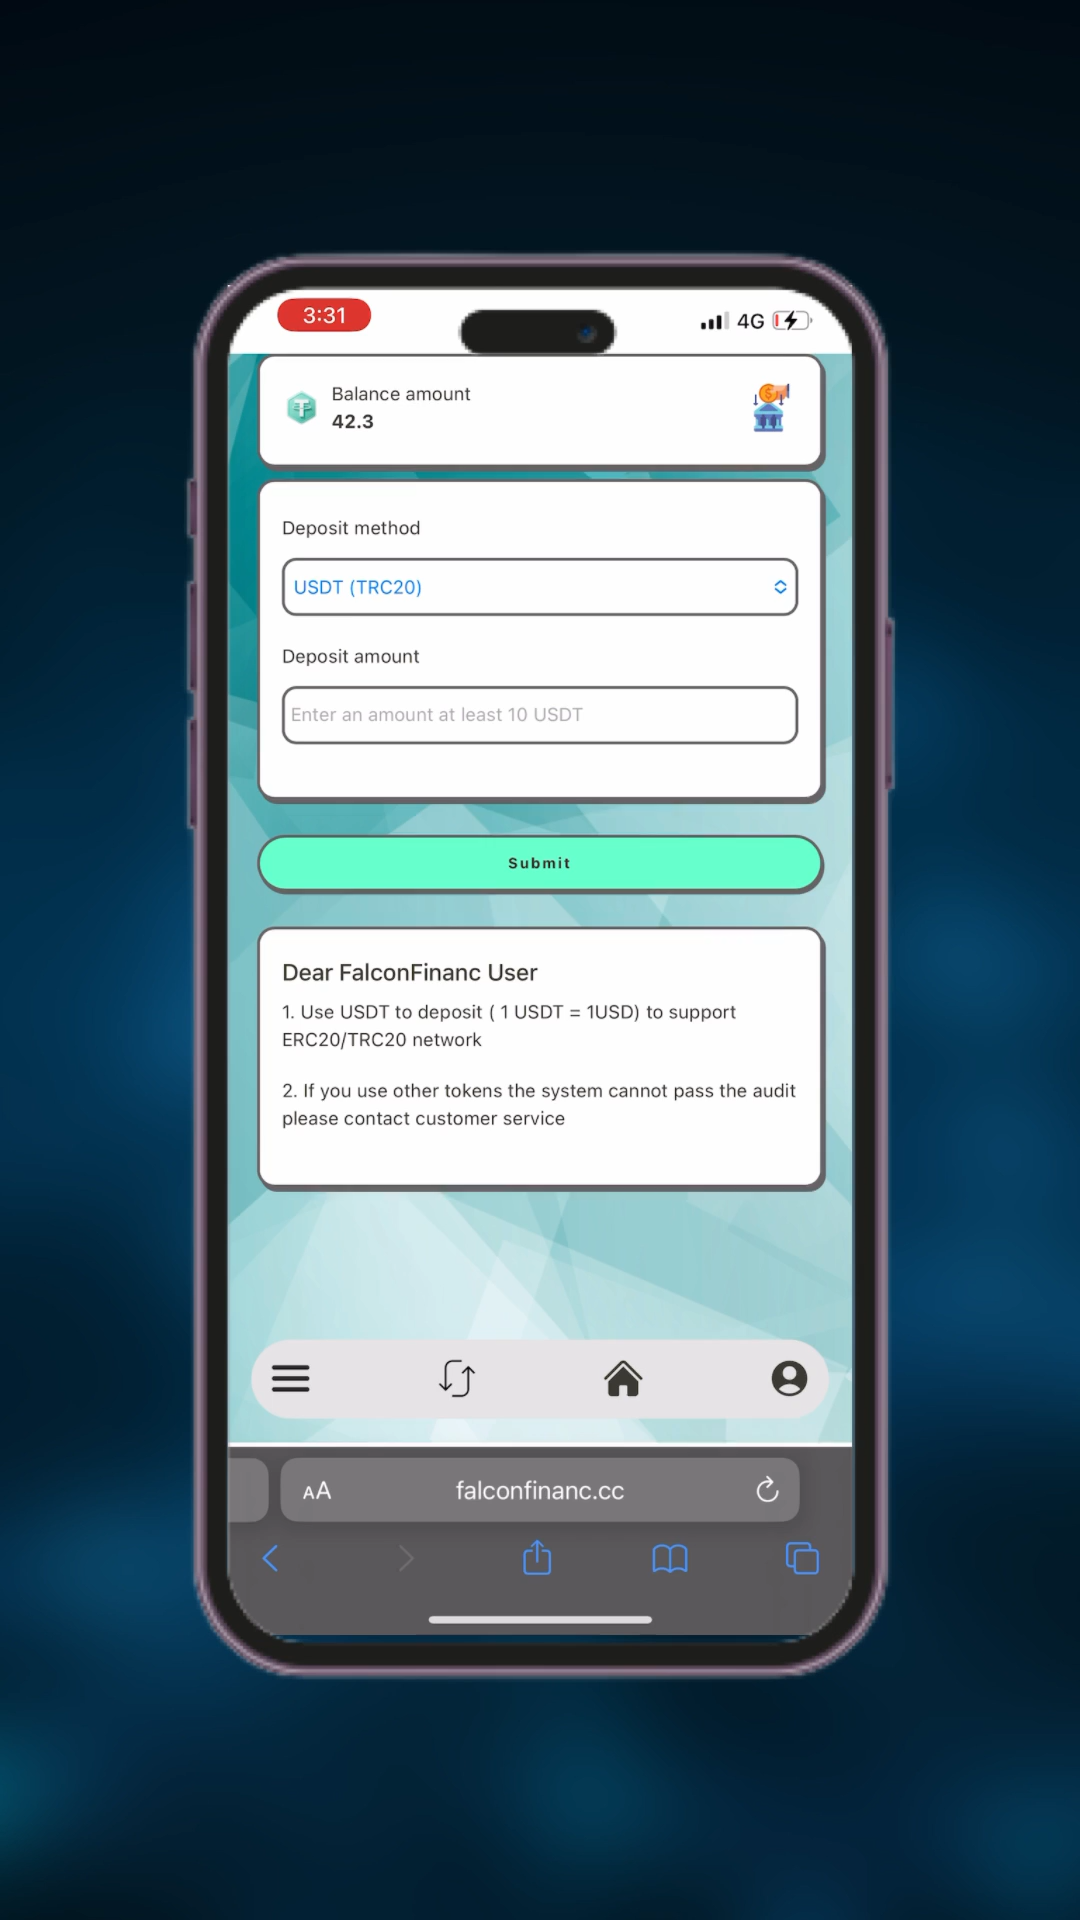 3:31
4G
Balance amount
42.3
Deposit method
USDT (TRC20)
Deposit amount
Enter an amount at least 10 USDT
Submit
Dear FalconFinanc User
1. Use USDT to deposit ( 1 USDT = 1USD) to support
ERC20/TRC20 network
2. If you use other tokens the system cannot pass the audit
please contact customer service
AA
falconfinanc.cc